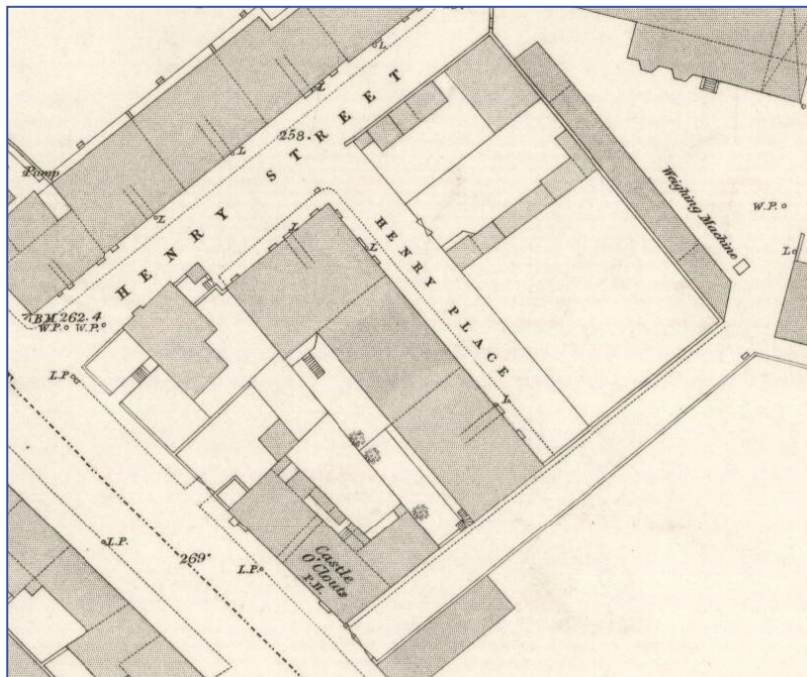 L
258.
L
Pump
L
HENRY STREET
Weighing Machine
W.P.
L
L
L
HENRY PLACE
BM 262.4
W.P. W.P.
L.P.
L
Castle
O'Clouts
P.H.
L.P.
269
L.P.